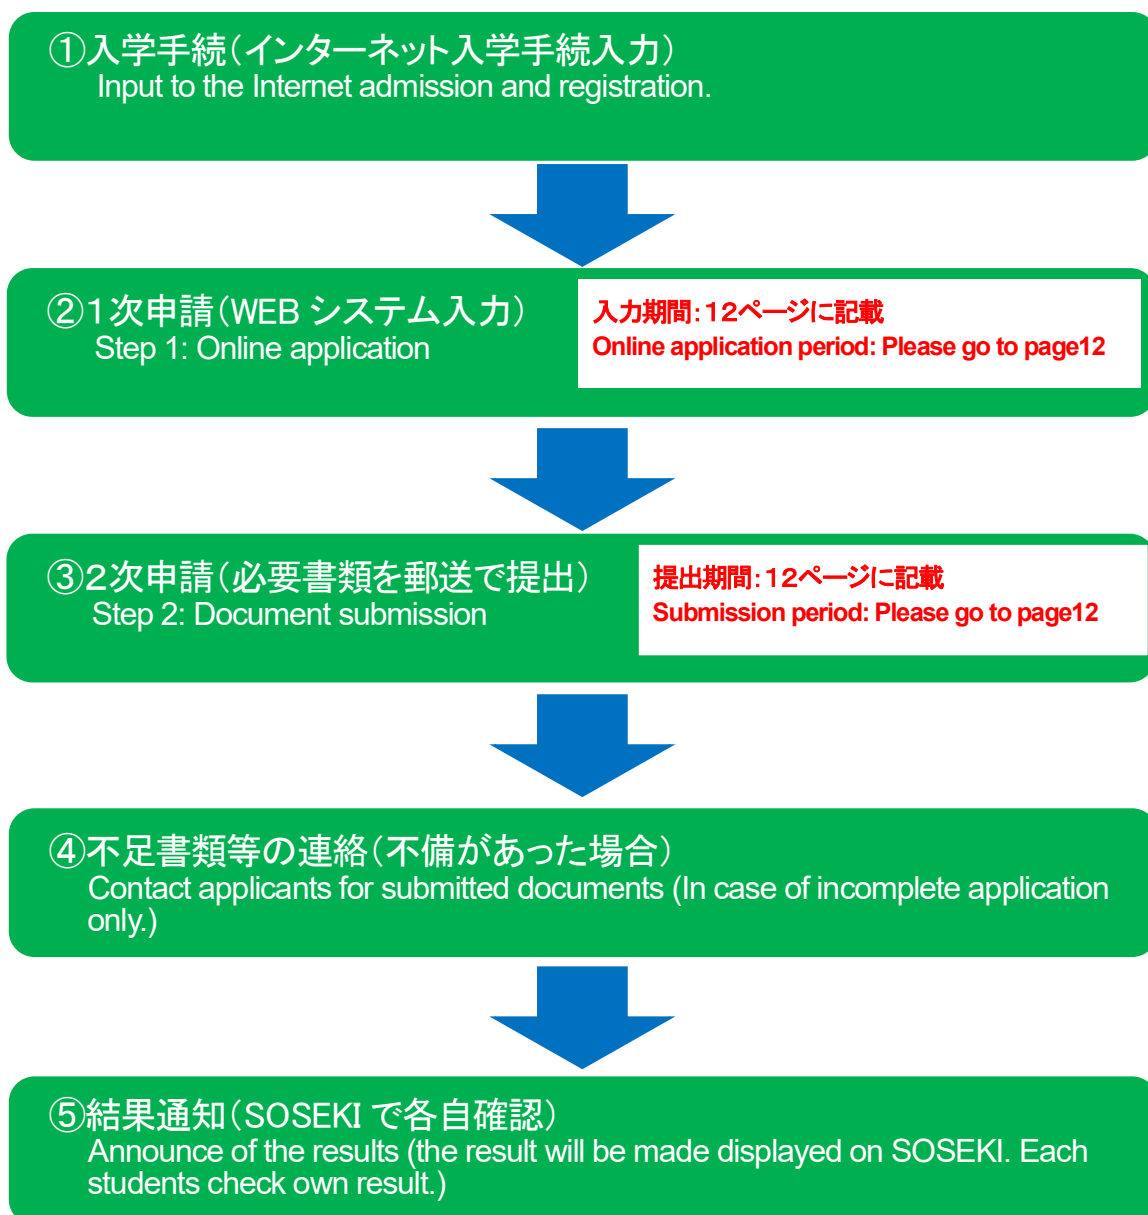 ①入学手続（インターネット入学手続入力）
Input to the Internet admission and registration.
②１次申請（WEB システム入力）
Step 1: Online application
入力期間：１２ページに記載
Online application period: Please go to page12
③２次申請（必要書類を郵送で提出）
Step 2: Document submission
提出期間：１２ページに記載
Submission period: Please go to page12
④不足書類等の連絡（不備があった場合）
Contact applicants for submitted documents (In case of incomplete application
only.)
⑤結果通知（SOSEKI で各自確認）
Announce of the results (the result will be made displayed on SOSEKI. Each
students check own result.)